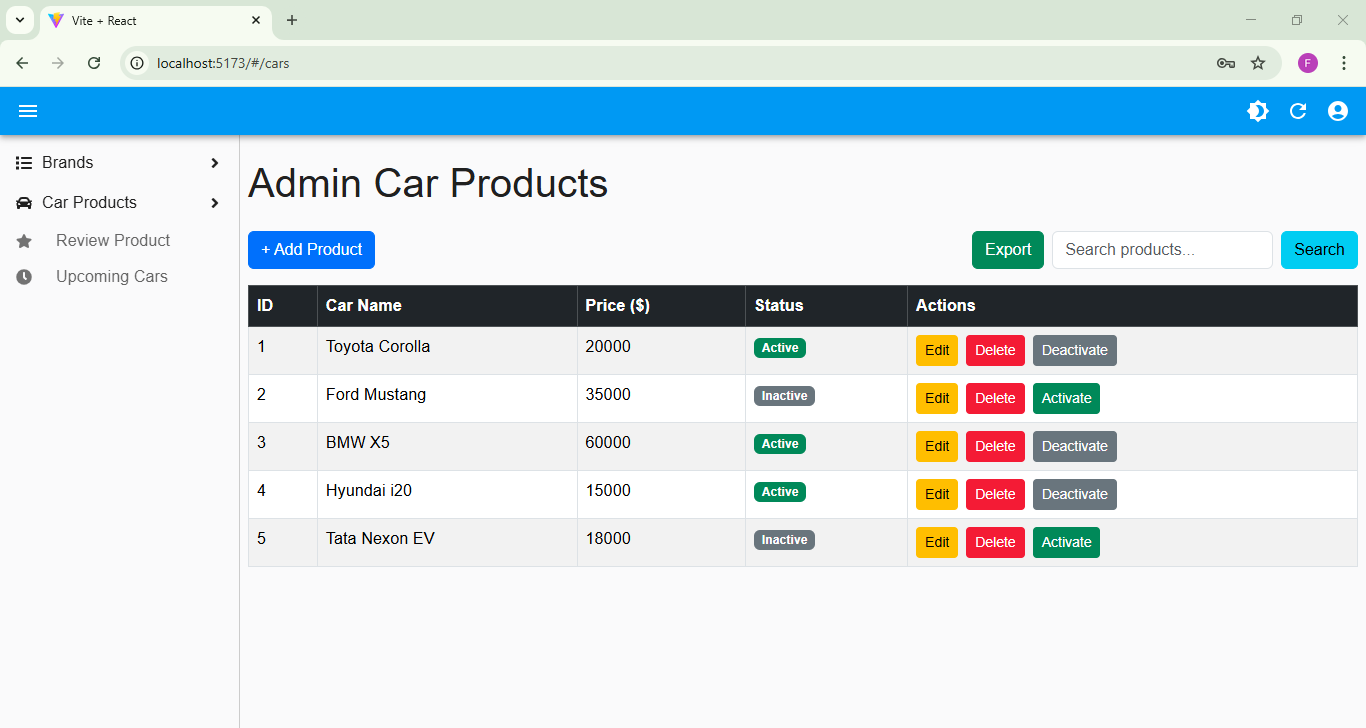 Vite + React
localhost:5173/#/cars
F
Brands
Car Products
Review Product
Upcoming Cars
Admin Car Products
+ Add Product Export Search products... Search
ID Car Name Price ($) Status Actions
1 Toyota Corolla 20000 Active Edit Delete Deactivate
2 Ford Mustang 35000 Inactive Edit Delete Activate
3 BMW X5 60000 Active Edit Delete Deactivate
4 Hyundai i20 15000 Active Edit Delete Deactivate
5 Tata Nexon EV 18000 Inactive Edit Delete Activate